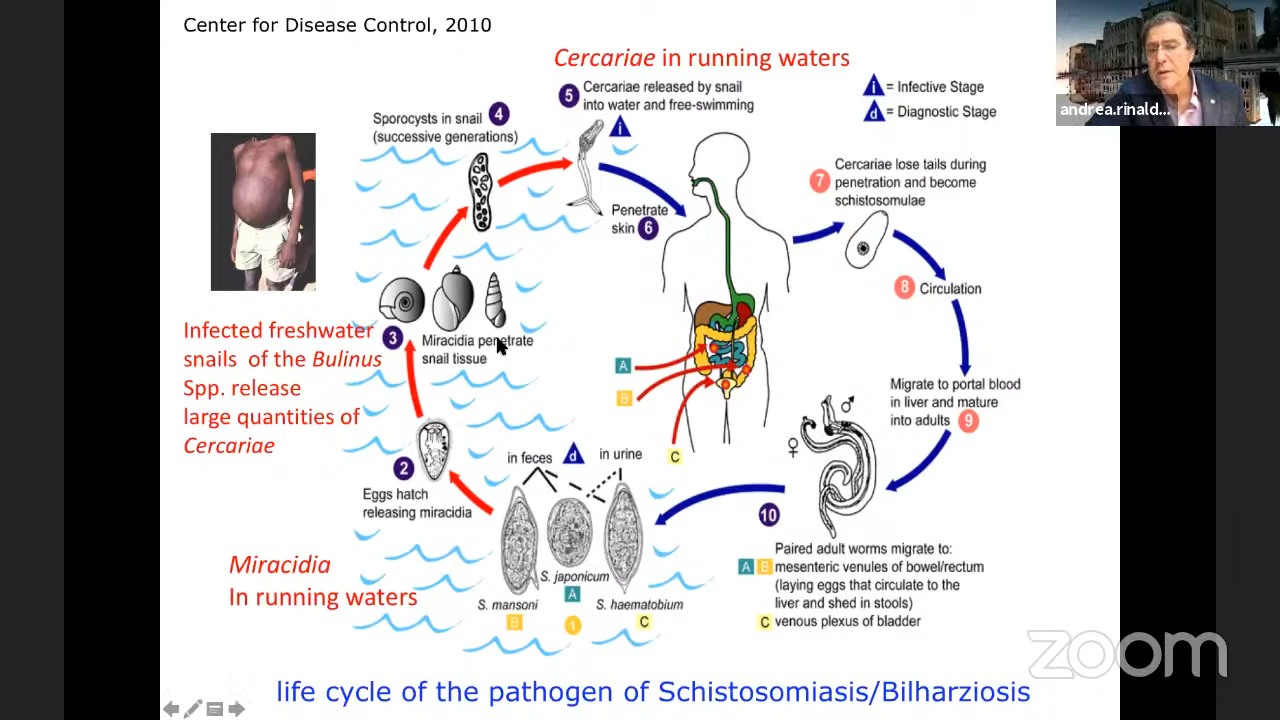 Center for Disease Control, 2010
Cercariae in running waters
andrea.rinald...
i = Infective Stage
d = Diagnostic Stage
5 Cercariae released by snail
into water and free-swimming
i
Sporocysts in snail 4
(successive generations)
Penetrate
skin 6
7 Cercariae lose tails during
penetration and become
schistosomulae
8 Circulation
3 Miracidia penetrate
snail tissue
Infected freshwater
snails of the Bulinus
Spp. release
large quantities of
Cercariae
A
B
C
Migrate to portal blood
in liver and mature
into adults 9
♂
♀
2
Eggs hatch
releasing miracidia
in feces d in urine
10
Paired adult worms migrate to:
A B mesenteric venules of bowel/rectum
(laying eggs that circulate to the
liver and shed in stools)
C venous plexus of bladder
S. japonicum
A
S. mansoni
B
1
S. haematobium
C
Miracidia
In running waters
zoom
life cycle of the pathogen of Schistosomiasis/Bilharziosis